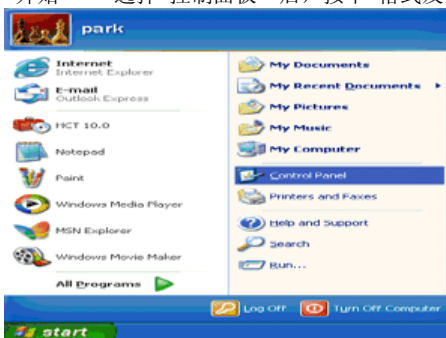 park
Internet
Internet Explorer
E-mail
Outlook Express
HCT 10.0
Notepad
Paint
Windows Media Player
MSN Explorer
Windows Movie Maker
All Programs
My Documents
My Recent Documents
My Pictures
My Music
My Computer
Control Panel
Printers and Faxes
Help and Support
Search
Run...
Log Off
Turn Off Computer
start